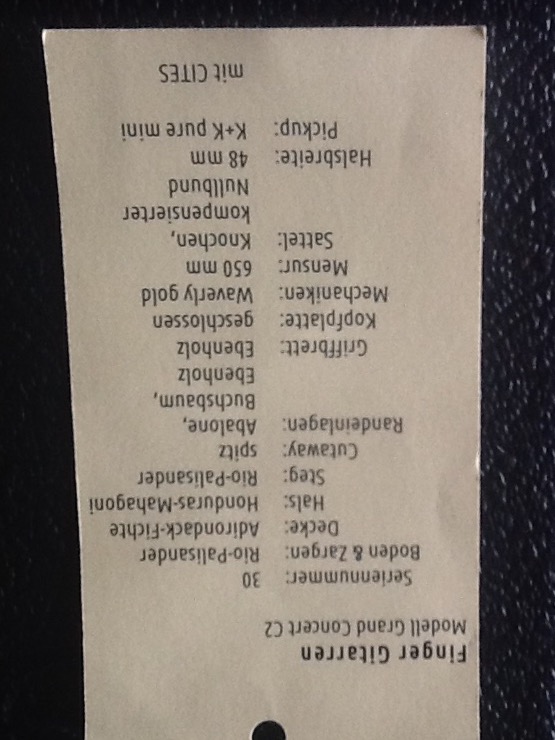 Finger Gitarren
Modell Grand Concert C2
Seriennummer: 30
Boden & Zargen: Rio-Palisander
Decke: Adirondack-Fichte
Hals: Honduras-Mahagoni
Steg: Rio-Palisander
Cutaway: spitz
Randeinlagen: Abalone,
Buchsbaum,
Ebenholz
Griffbrett: Ebenholz
Kopfplatte: geschlossen
Mechaniken: Waverly gold
Mensur: 650 mm
Sattel: Knochen,
kompensierter
Nullbund
Halsbreite: 48 mm
Pickup: K+K pure mini
mit CITES